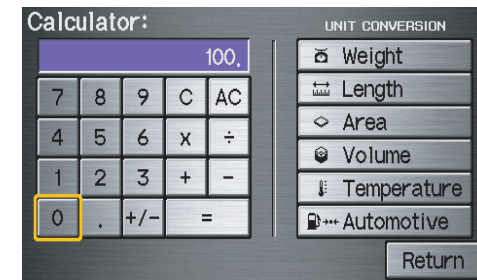 Calculator:
100.
7 8 9 C AC
4 5 6 x ÷
1 2 3 + -
0 . +/- =
UNIT CONVERSION
Weight
Length
Area
Volume
Temperature
Automotive
Return